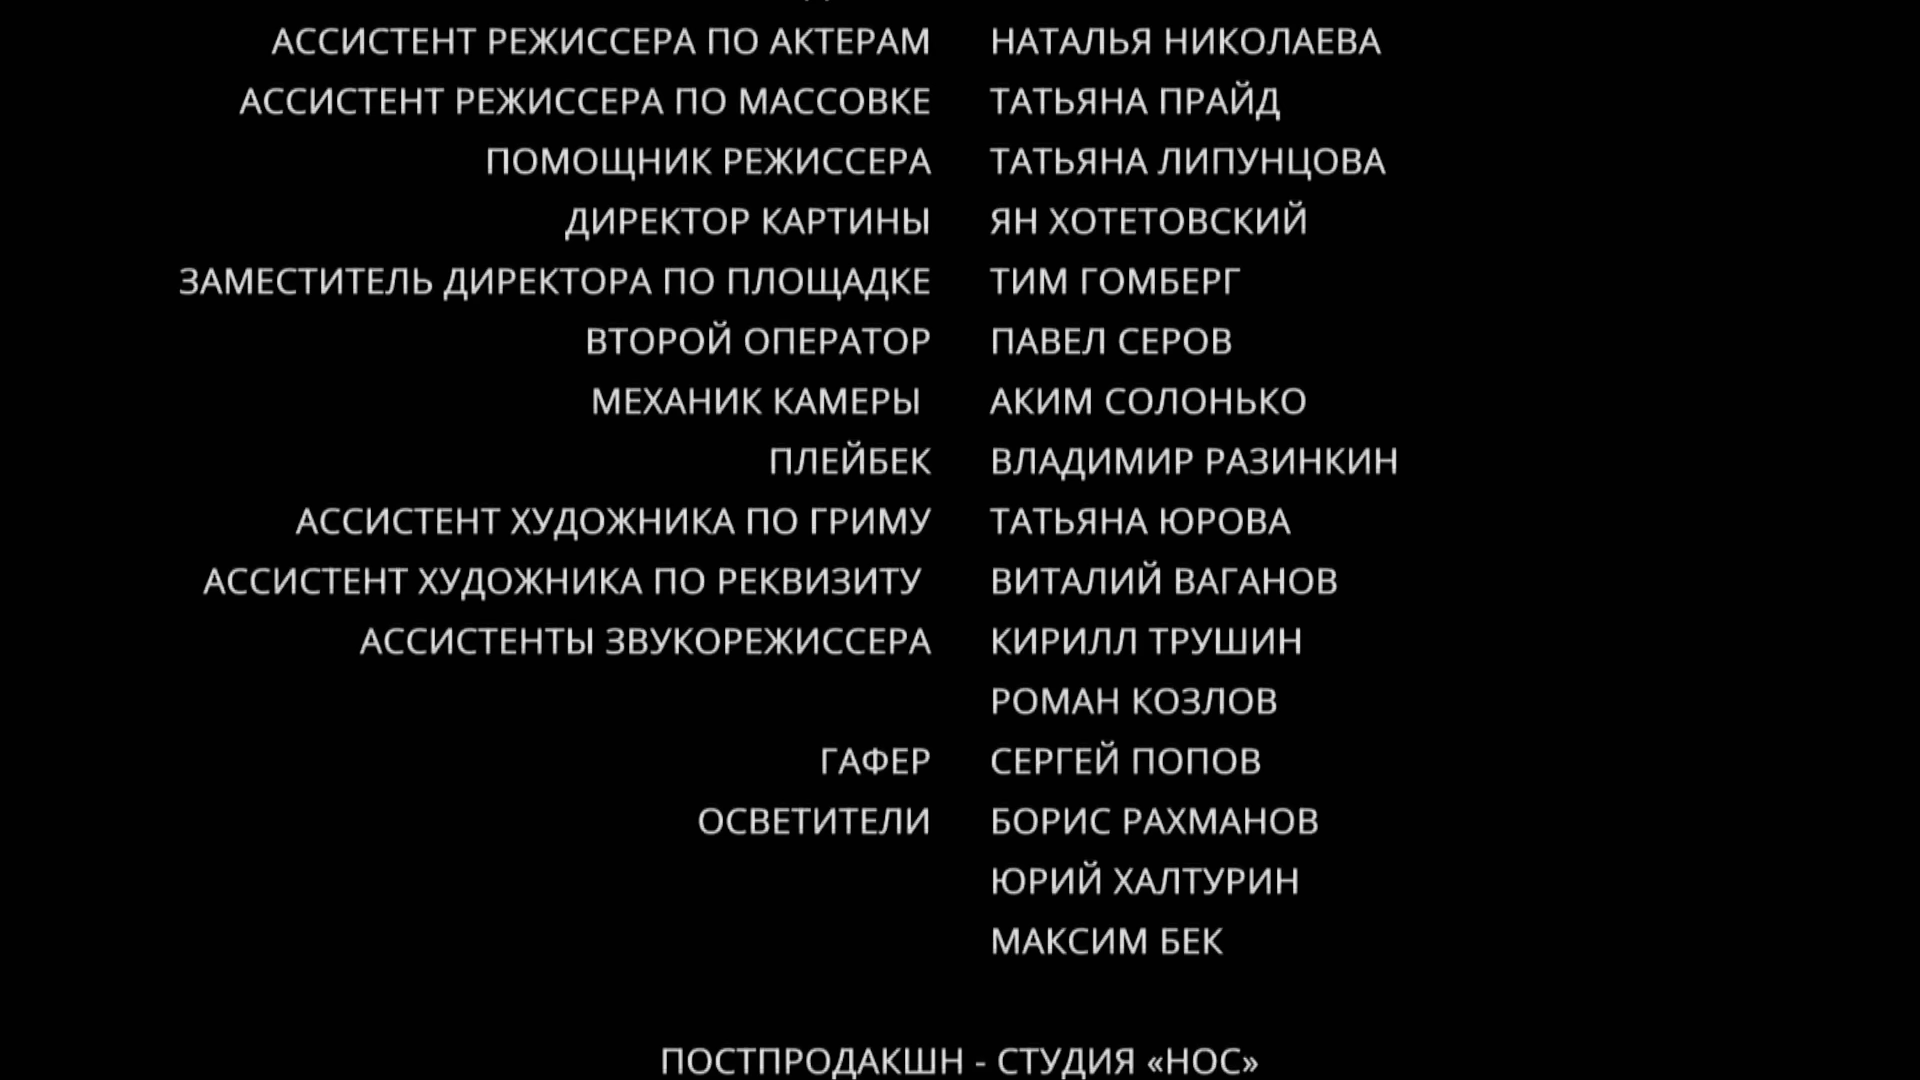 АССИСТЕНТ РЕЖИССЕРА ПО АКТЕРАМ НАТАЛЬЯ НИКОЛАЕВА
АССИСТЕНТ РЕЖИССЕРА ПО МАССОВКЕ ТАТЬЯНА ПРАЙД
ПОМОЩНИК РЕЖИССЕРА ТАТЬЯНА ЛИПУНЦОВА
ДИРЕКТОР КАРТИНЫ ЯН ХОТЕТОВСКИЙ
ЗАМЕСТИТЕЛЬ ДИРЕКТОРА ПО ПЛОЩАДКЕ ТИМ ГОМБЕРГ
ВТОРОЙ ОПЕРАТОР ПАВЕЛ СЕРОВ
МЕХАНИК КАМЕРЫ АКИМ СОЛОНЬКО
ПЛЕЙБЕК ВЛАДИМИР РАЗИНКИН
АССИСТЕНТ ХУДОЖНИКА ПО ГРИМУ ТАТЬЯНА ЮРОВА
АССИСТЕНТ ХУДОЖНИКА ПО РЕКВИЗИТУ ВИТАЛИЙ ВАГАНОВ
АССИСТЕНТЫ ЗВУКОРЕЖИССЕРА КИРИЛЛ ТРУШИН
РОМАН КОЗЛОВ
ГАФЕР СЕРГЕЙ ПОПОВ
ОСВЕТИТЕЛИ БОРИС РАХМАНОВ
ЮРИЙ ХАЛТУРИН
МАКСИМ БЕК
ПОСТПРОДАКШН - СТУДИЯ «НОС»